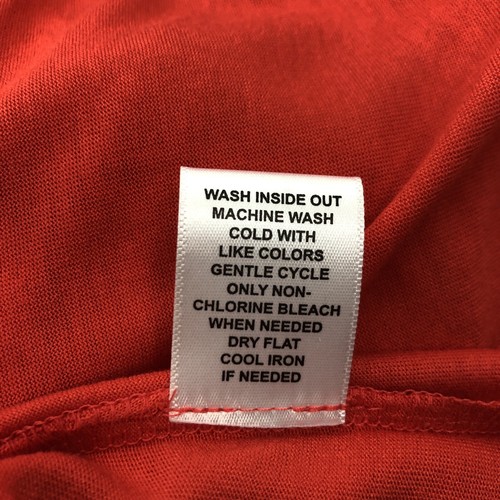 WASH INSIDE OUT
MACHINE WASH
COLD WITH
LIKE COLORS
GENTLE CYCLE
ONLY NON-
CHLORINE BLEACH
WHEN NEEDED
DRY FLAT
COOL IRON
IF NEEDED